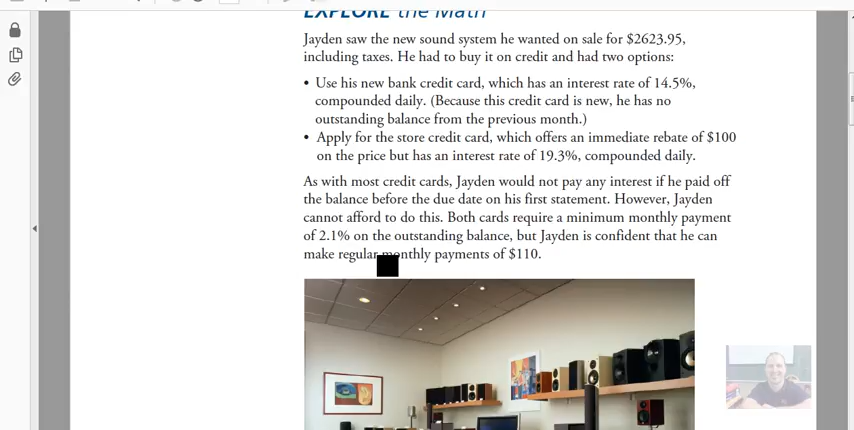 EXPLORE the Math
Jayden saw the new sound system he wanted on sale for $2623.95,
including taxes. He had to buy it on credit and had two options:
• Use his new bank credit card, which has an interest rate of 14.5%,
compounded daily. (Because this credit card is new, he has no
outstanding balance from the previous month.)
• Apply for the store credit card, which offers an immediate rebate of $100
on the price but has an interest rate of 19.3%, compounded daily.
As with most credit cards, Jayden would not pay any interest if he paid off
the balance before the due date on his first statement. However, Jayden
cannot afford to do this. Both cards require a minimum monthly payment
of 2.1% on the outstanding balance, but Jayden is confident that he can
make regular monthly payments of $110.